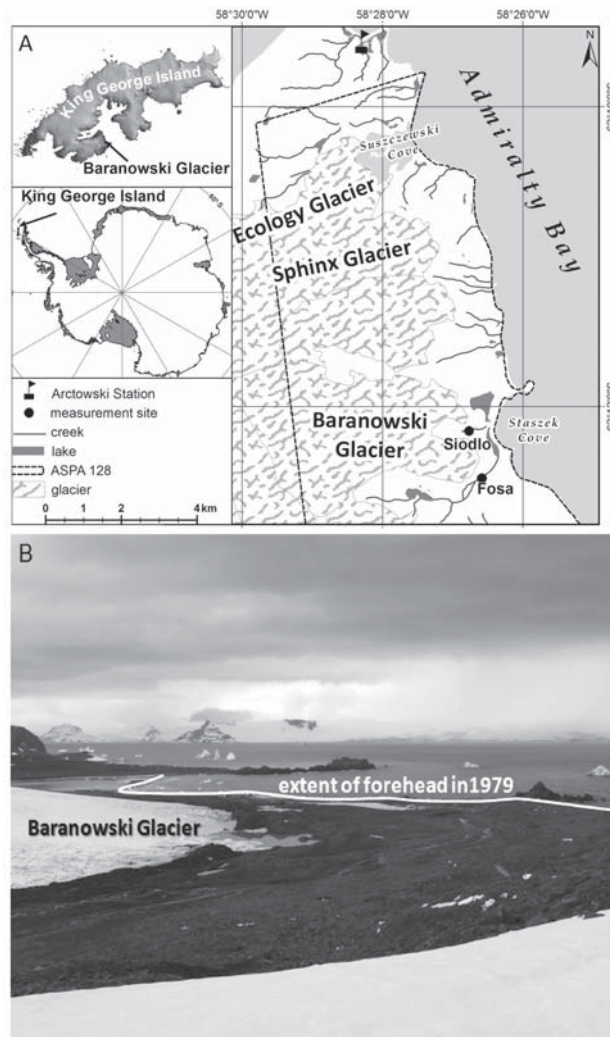 58°30'0"W
58°28'0"W
58°26'0"W
A
N
King George Island
Baranowski Glacier
King George Island
Arctowski Station
measurement site
creek
lake
ASPA 128
glacier
0
2
4 km
Suszczewski
Cove
Admiralty Bay
Ecology Glacier
Sphinx Glacier
Baranowski
Glacier
Siodlo
Staszek
Cove
Fosa
B
extent of forehead in 1979
Baranowski Glacier